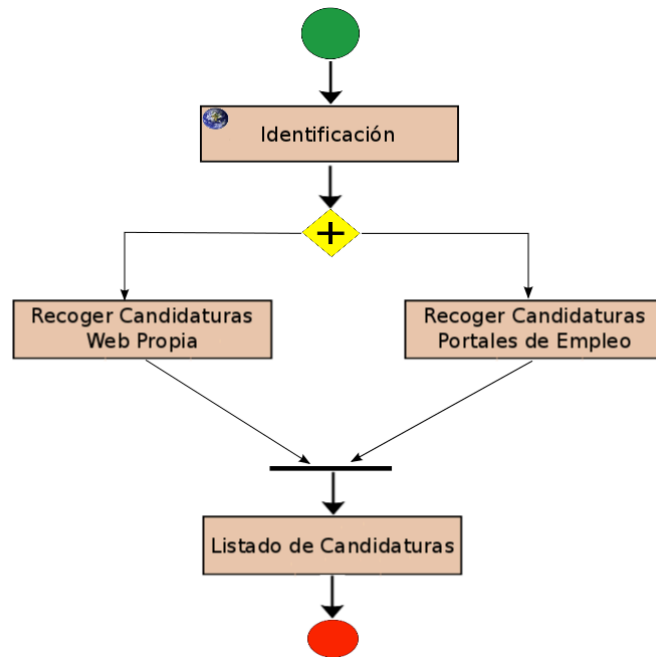 Identificación
Recoger Candidaturas
Web Propia
Recoger Candidaturas
Portales de Empleo
Listado de Candidaturas